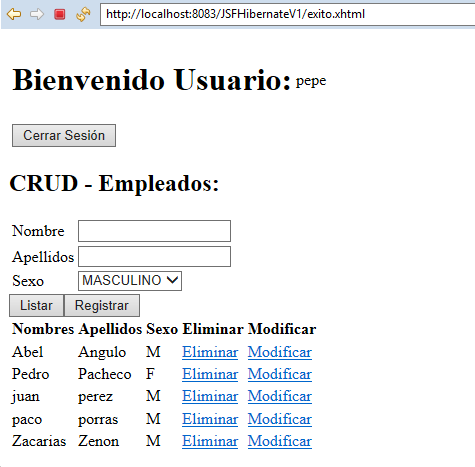 http://localhost:8083/JSFHibernateV1/exito.xhtml
Bienvenido Usuario: pepe
Cerrar Sesión
CRUD - Empleados:
Nombre
Apellidos
Sexo MASCULINO
Listar Registrar
Nombres Apellidos Sexo Eliminar Modificar
Abel Angulo M Eliminar Modificar
Pedro Pacheco F Eliminar Modificar
juan perez M Eliminar Modificar
paco porras M Eliminar Modificar
Zacarias Zenon M Eliminar Modificar